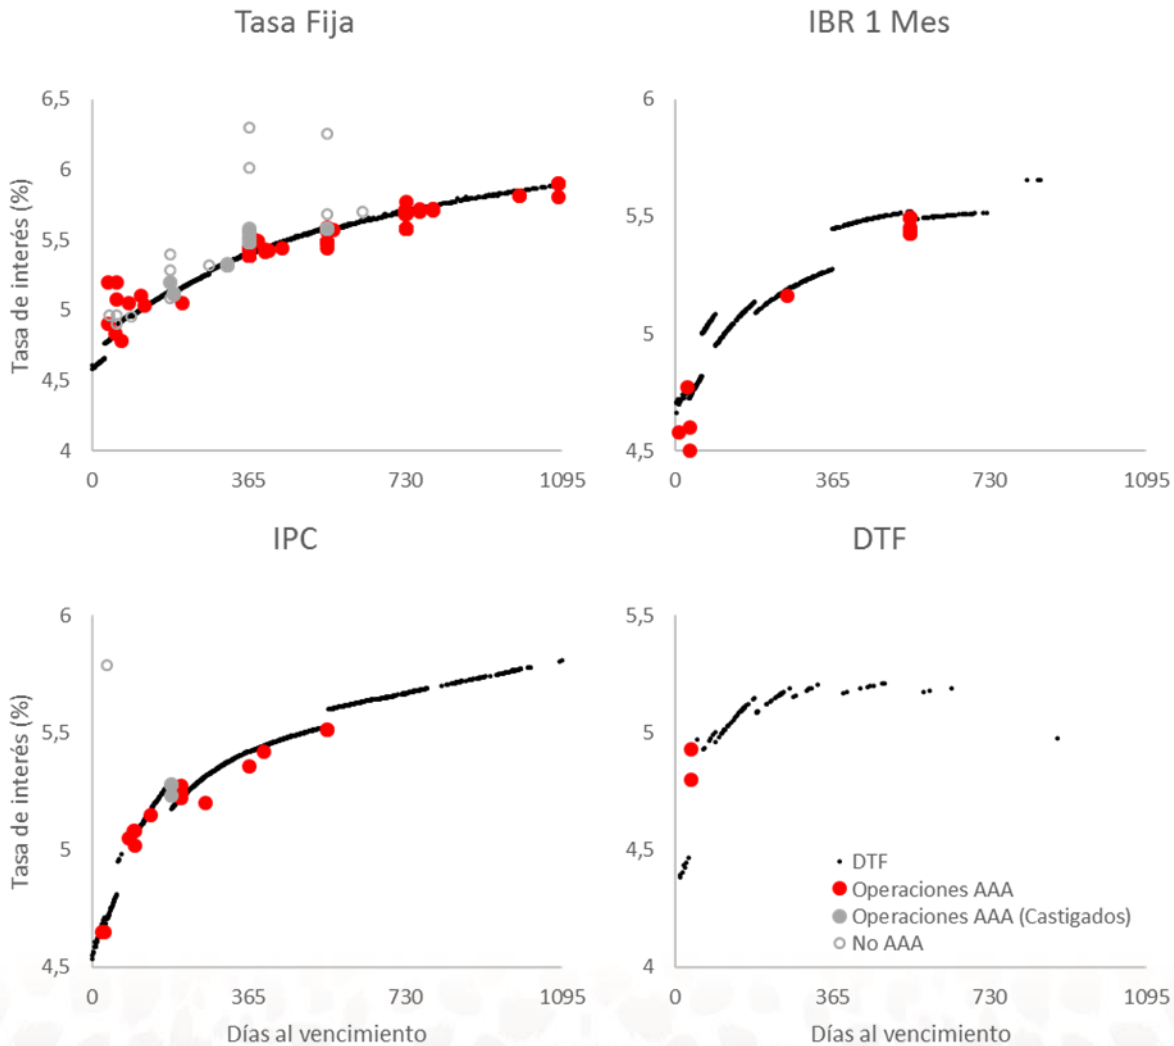 Tasa Fija
IBR 1 Mes
Tasa de interés (%)
6,5
6
5,5
5
4,5
4
0
365
730
1095
6
5,5
5
4,5
0
365
730
1095
IPC
DTF
Tasa de interés (%)
6
5,5
5
4,5
0
365
730
1095
Días al vencimiento
5,5
5
4,5
4
0
365
730
1095
Días al vencimiento
DTF
Operaciones AAA
Operaciones AAA (Castigados)
No AAA